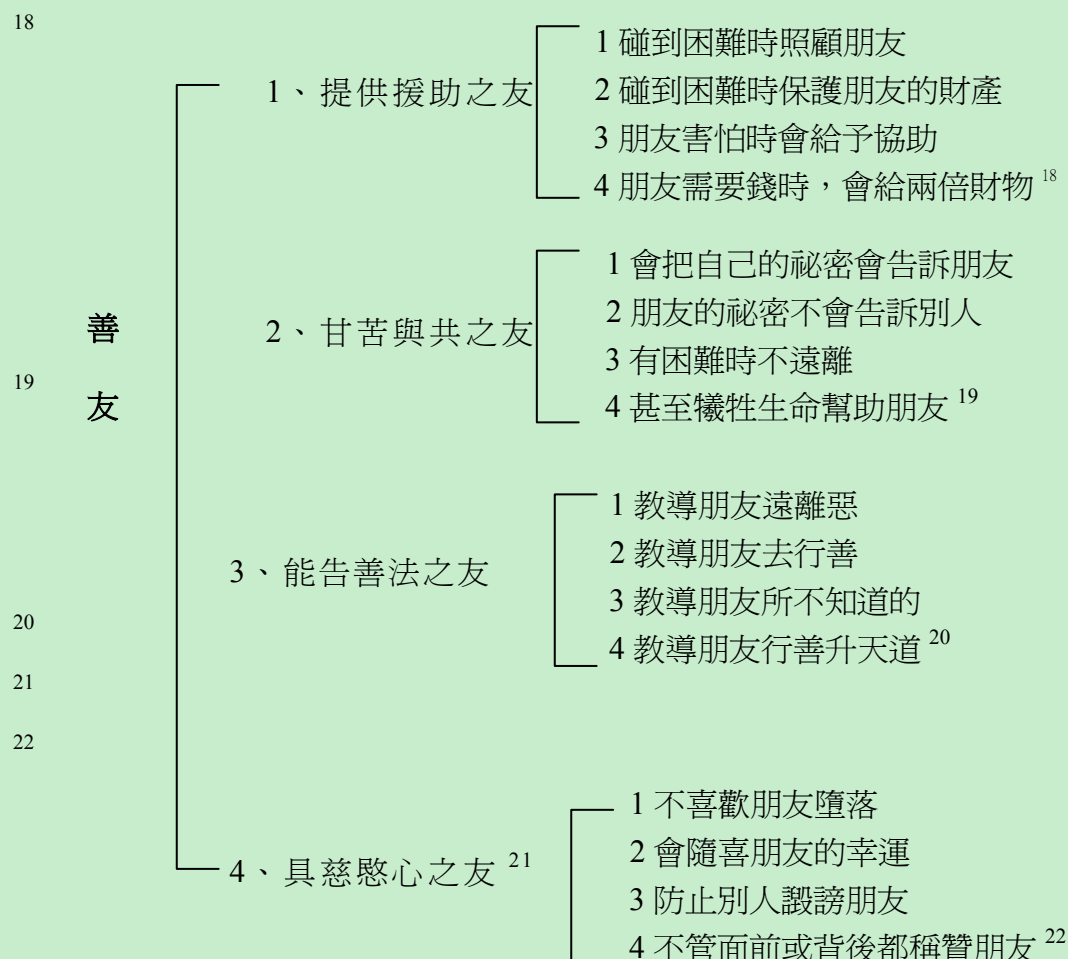 18
1 碰到困難時照顧朋友
1、提供援助之友
2 碰到困難時保護朋友的財產
3 朋友害怕時會給予協助
4 朋友需要錢時，會給兩倍財物 18
1 會把自己的祕密會告訴朋友
善
2、甘苦與共之友
2 朋友的祕密不會告訴別人
3 有困難時不遠離
19
友
4 甚至犧牲生命幫助朋友 19
1 教導朋友遠離惡
2 教導朋友去行善
3、能告善法之友
3 教導朋友所不知道的
20
4 教導朋友行善升天道 20
21
22
1 不喜歡朋友墮落
2 會隨喜朋友的幸運
4、具慈愍心之友 21
3 防止別人譭謗朋友
4 不管面前或背後都稱贊朋友 22